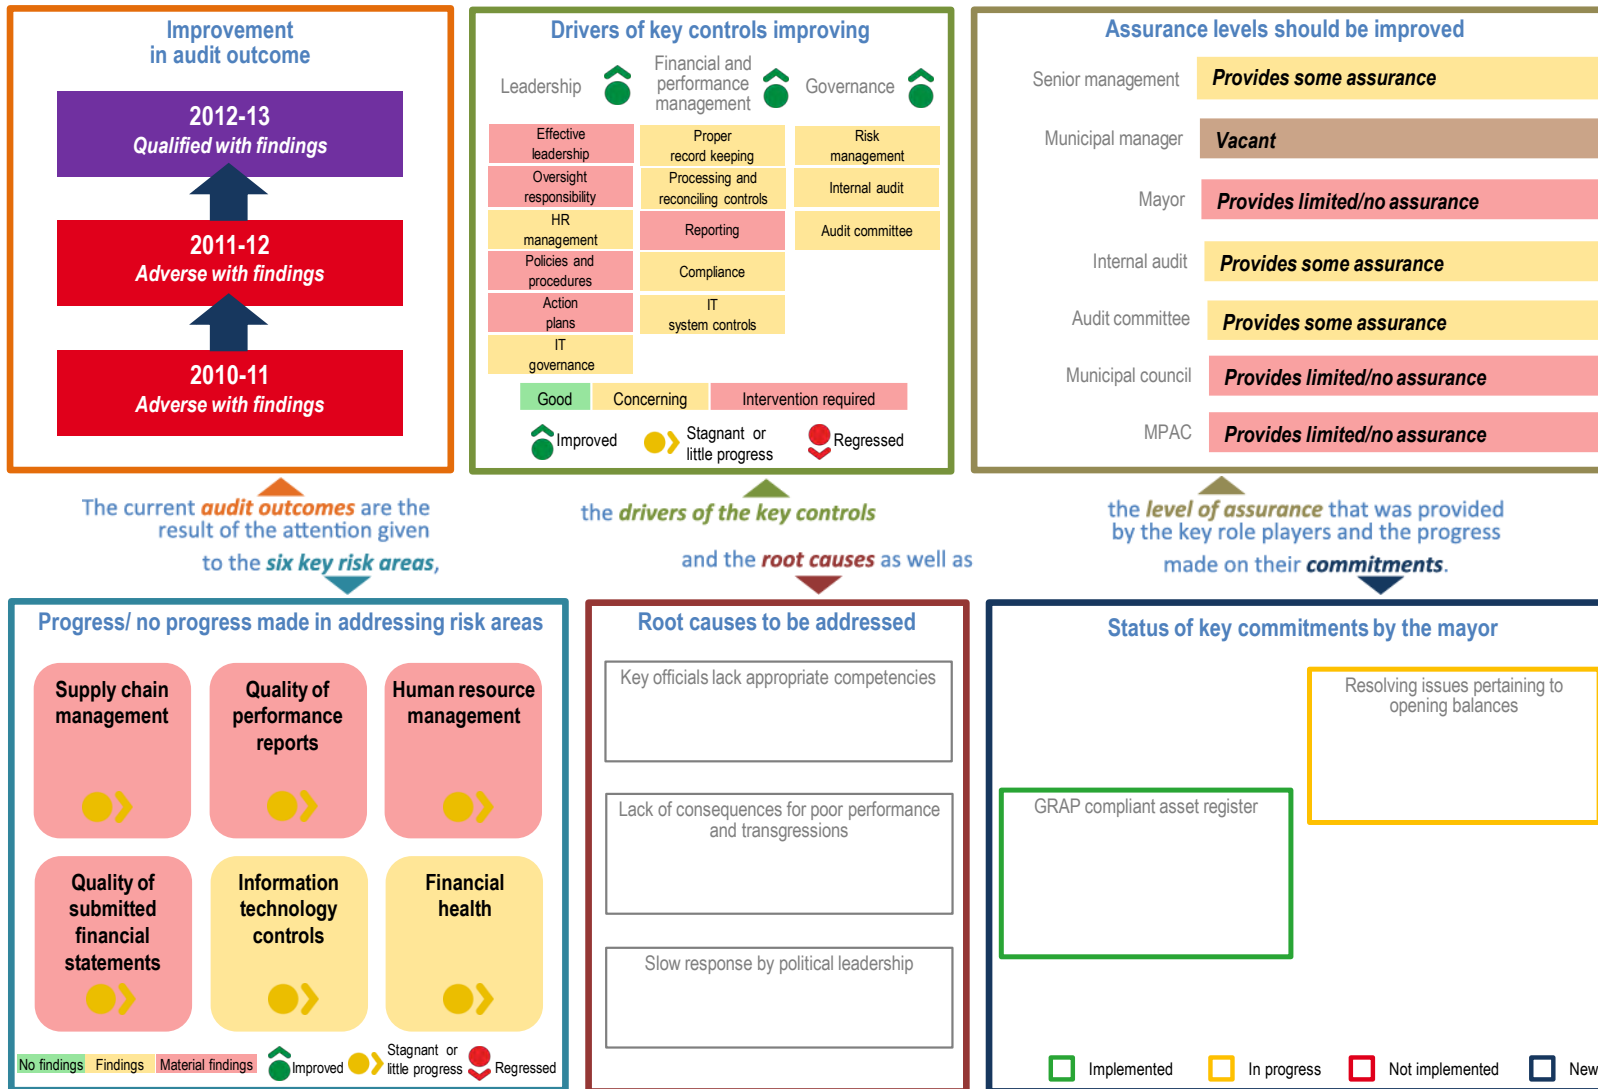 Improvement
in audit outcome
2012-13
Qualified with findings
2011-12
Adverse with findings
2010-11
Adverse with findings
Drivers of key controls improving
Leadership
Financial and
performance
management
Governance
Effective
leadership
Oversight
responsibility
HR
management
Policies and
procedures
Action
plans
IT
governance
Proper
record keeping
Processing and
reconciling controls
Reporting
Compliance
IT
system controls
Risk
management
Internal audit
Audit committee
Good
Concerning
Intervention required
Improved
Stagnant or
little progress
Regressed
Assurance levels should be improved
Senior management
Provides some assurance
Municipal manager
Vacant
Mayor
Provides limited/no assurance
Internal audit
Provides some assurance
Audit committee
Provides some assurance
Municipal council
Provides limited/no assurance
MPAC
Provides limited/no assurance
The current audit outcomes are the
result of the attention given
to the six key risk areas,
the drivers of the key controls
and the root causes as well as
the level of assurance that was provided
by the key role players and the progress
made on their commitments.
Progress/ no progress made in addressing risk areas
Supply chain
management
Quality of
performance
reports
Human resource
management
Quality of
submitted
financial
statements
Information
technology
controls
Financial
health
No findings
Findings
Material findings
Improved
Stagnant or
little progress
Regressed
Root causes to be addressed
Key officials lack appropriate competencies
Lack of consequences for poor performance
and transgressions
Slow response by political leadership
Status of key commitments by the mayor
Resolving issues pertaining to
opening balances
GRAP compliant asset register
Implemented
In progress
Not implemented
New